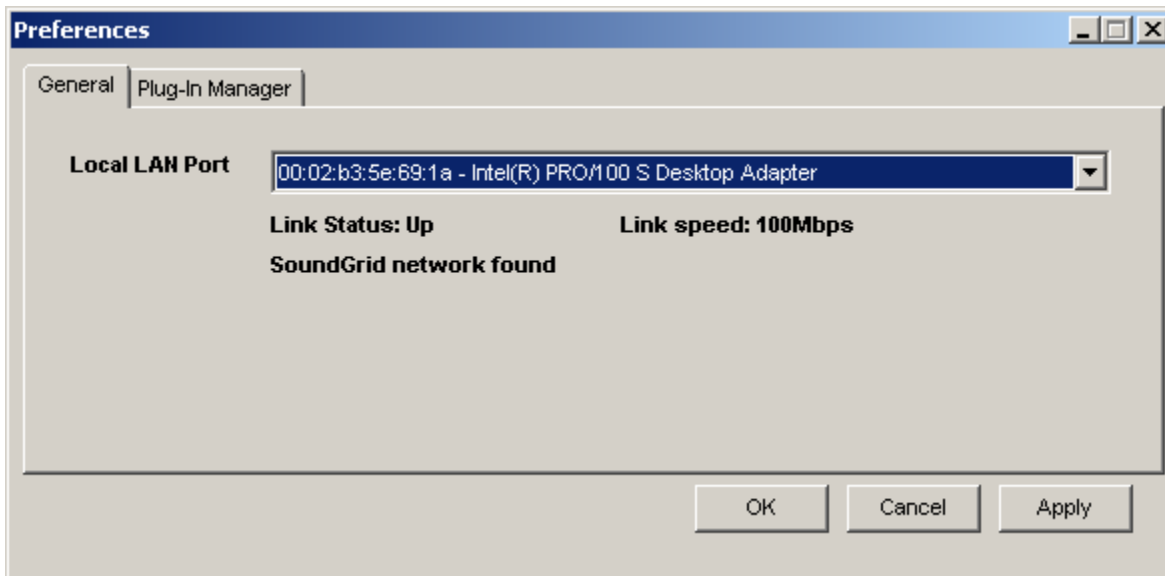 Preferences
General Plug-In Manager
Local LAN Port 00:02:b3:5e:69:1a - Intel(R) PRO/100 S Desktop Adapter
Link Status: Up Link speed: 100Mbps
SoundGrid network found
OK Cancel Apply